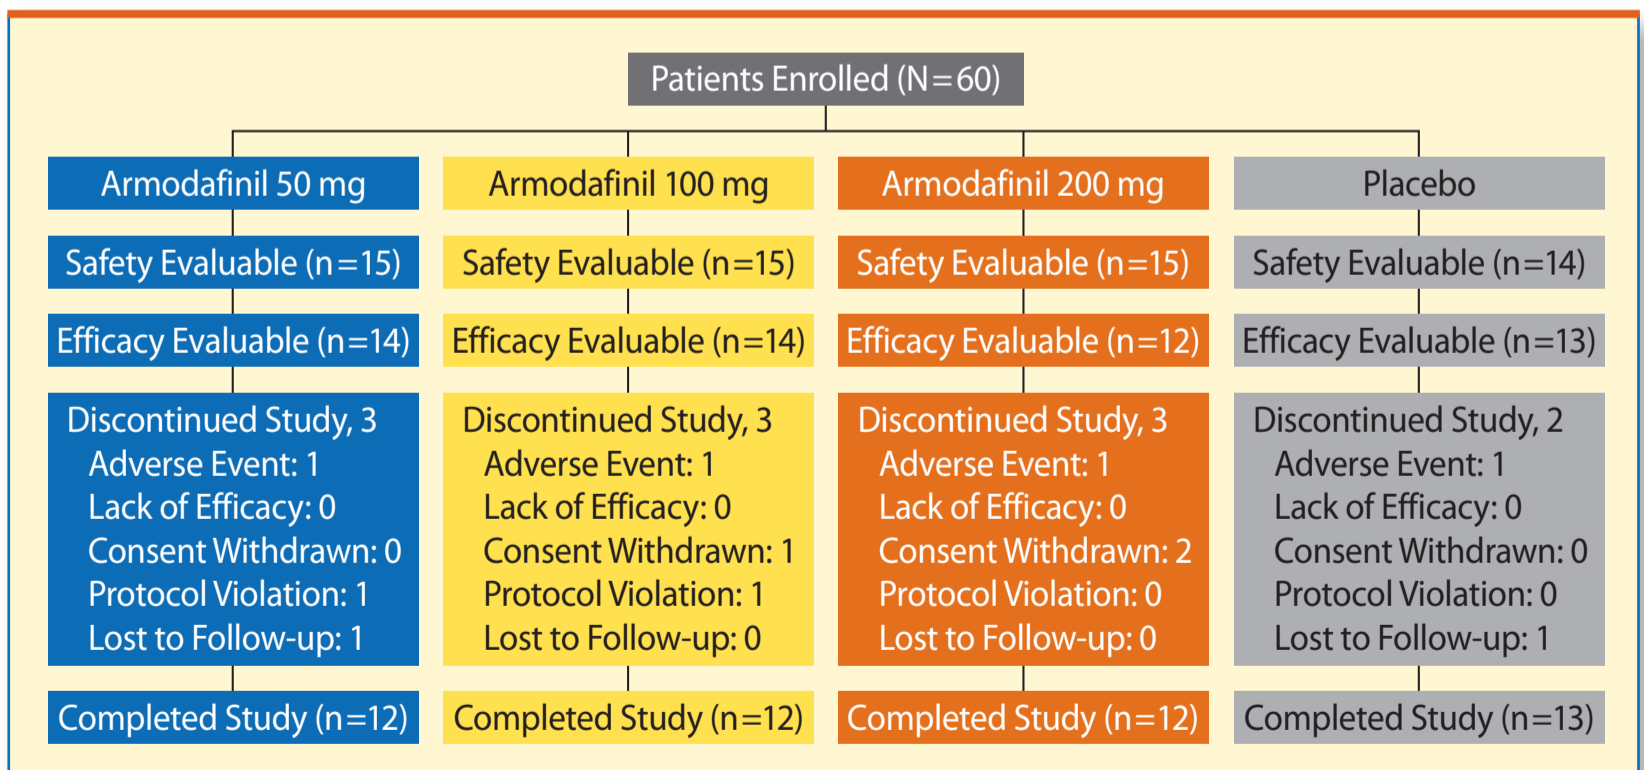 Patients Enrolled (N=60)
Armodafinil 50 mg
Safety Evaluable (n=15)
Efficacy Evaluable (n=14)
Discontinued Study, 3
Adverse Event: 1
Lack of Efficacy: 0
Consent Withdrawn: 0
Protocol Violation: 1
Lost to Follow-up: 1
Completed Study (n=12)
Armodafinil 100 mg
Safety Evaluable (n=15)
Efficacy Evaluable (n=14)
Discontinued Study, 3
Adverse Event: 1
Lack of Efficacy: 0
Consent Withdrawn: 1
Protocol Violation: 1
Lost to Follow-up: 0
Completed Study (n=12)
Armodafinil 200 mg
Safety Evaluable (n=15)
Efficacy Evaluable (n=12)
Discontinued Study, 3
Adverse Event: 1
Lack of Efficacy: 0
Consent Withdrawn: 2
Protocol Violation: 0
Lost to Follow-up: 0
Completed Study (n=12)
Placebo
Safety Evaluable (n=14)
Efficacy Evaluable (n=13)
Discontinued Study, 2
Adverse Event: 1
Lack of Efficacy: 0
Consent Withdrawn: 0
Protocol Violation: 0
Lost to Follow-up: 1
Completed Study (n=13)